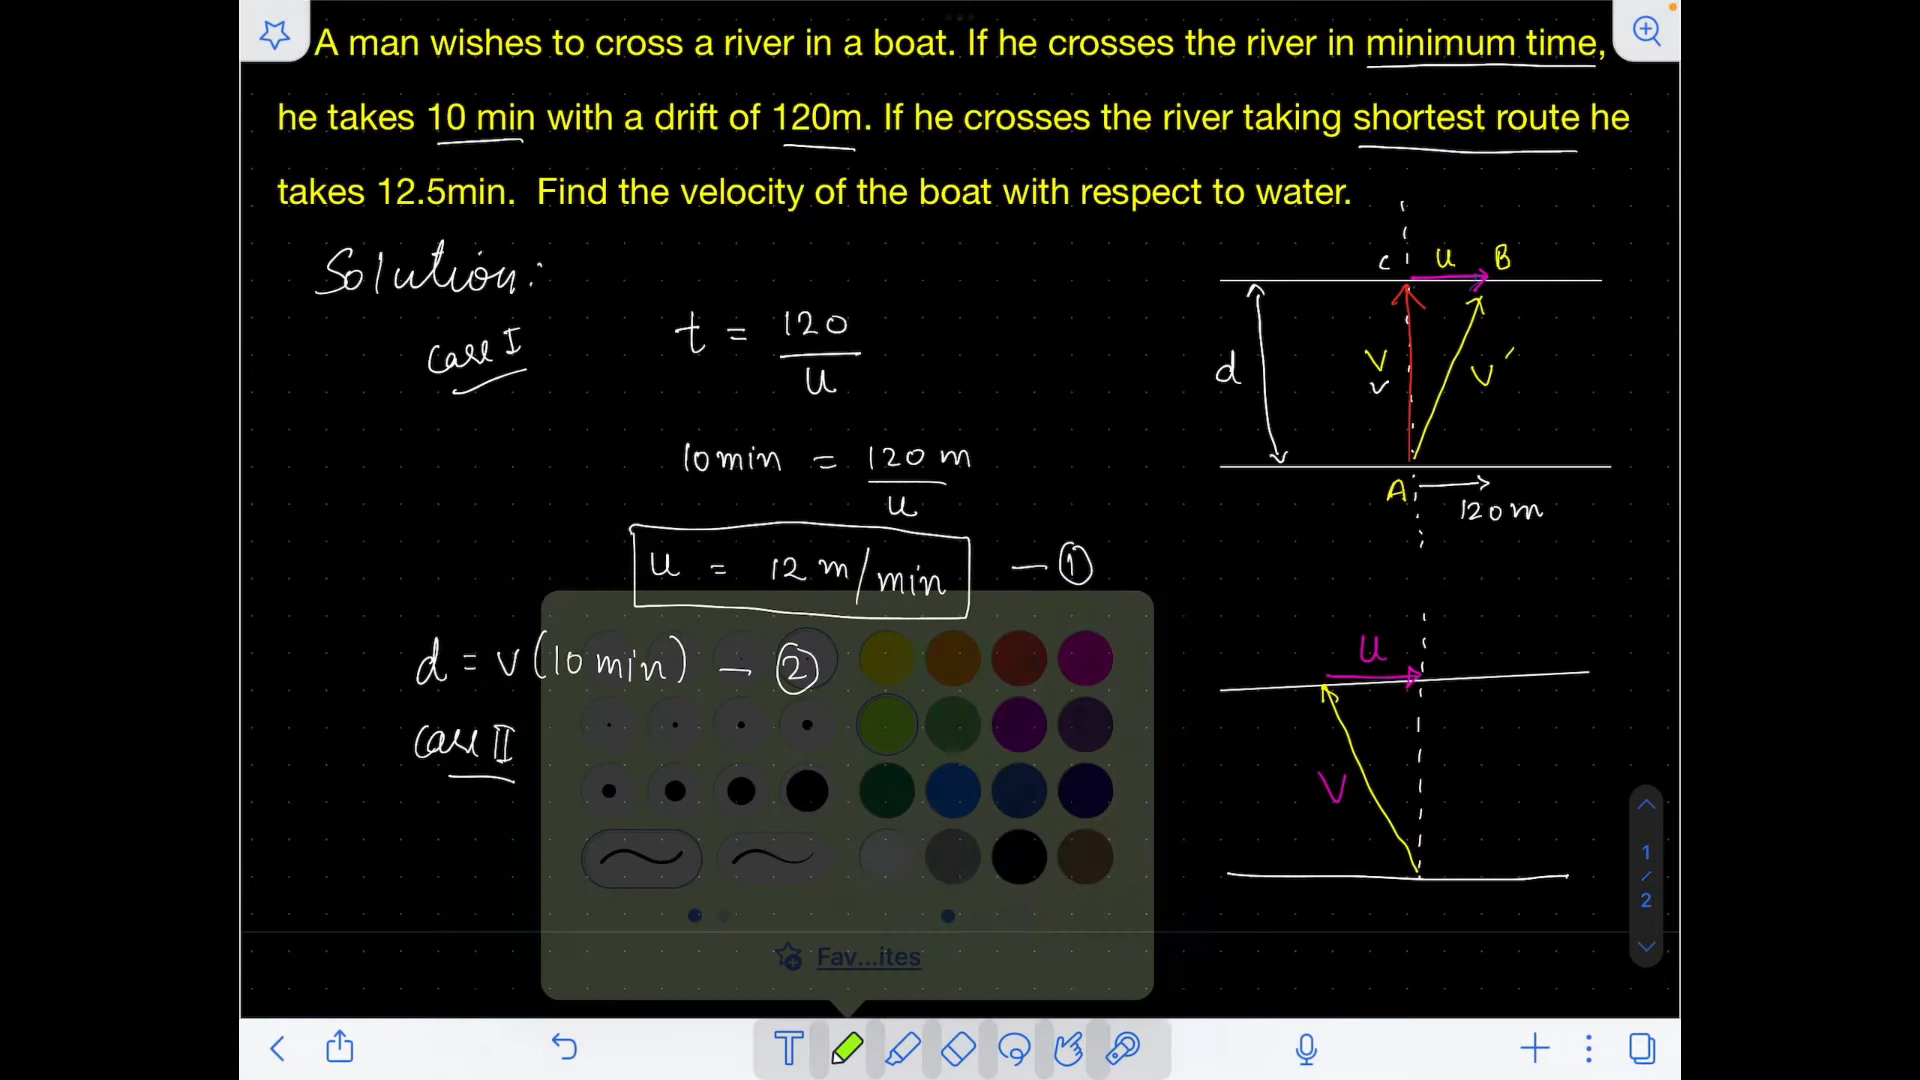 A man wishes to cross a river in a boat. If he crosses the river in minimum time,
he takes 10 min with a drift of 120m. If he crosses the river taking shortest route he
takes 12.5min. Find the velocity of the boat with respect to water.
Solution:
Case I
t = 120
u
10min = 120 m
u
u = 12 m/min — ①
d = v(10 min) — ②
Case II
C u B
d
v
v
v'
A
120m
u
v
1
/
2
Fav...ites
T